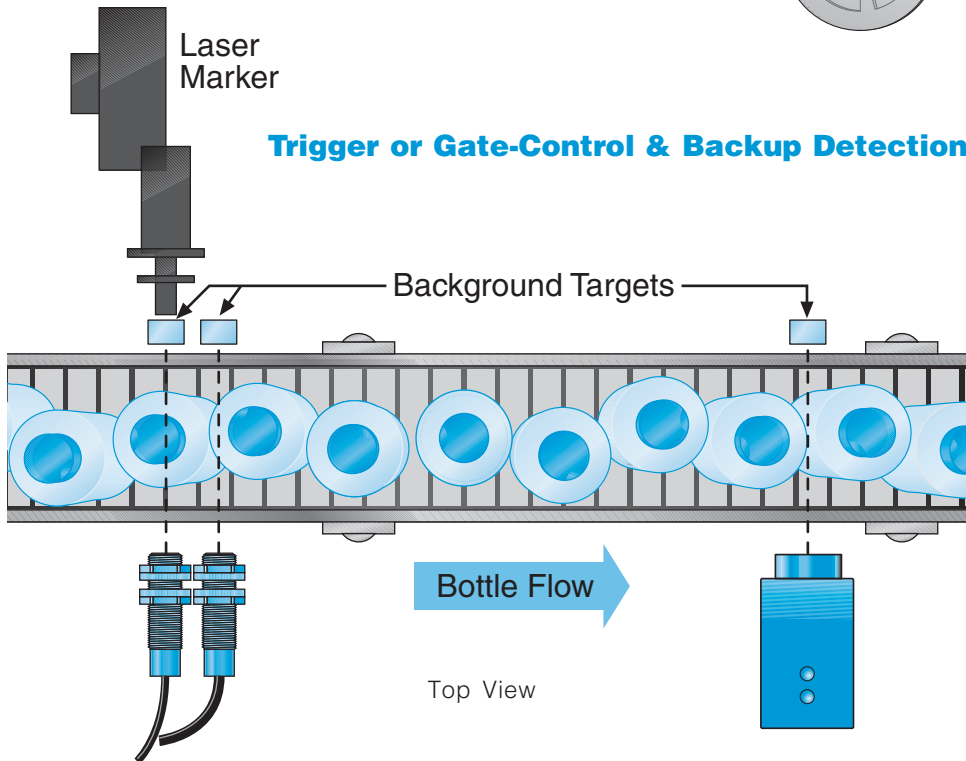 Laser
Marker
Trigger or Gate-Control & Backup Detection
Background Targets
Bottle Flow
Top View